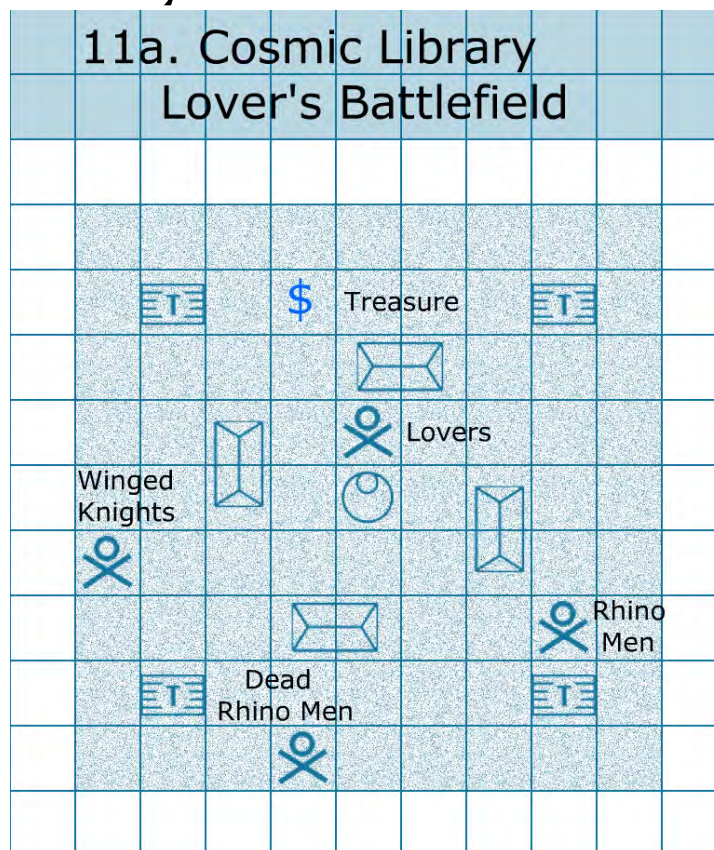 11a. Cosmic Library
Lover's Battlefield
T
$
Treasure
T
Lovers
Winged
Knights
Rhino
Men
T
Dead
Rhino Men
T